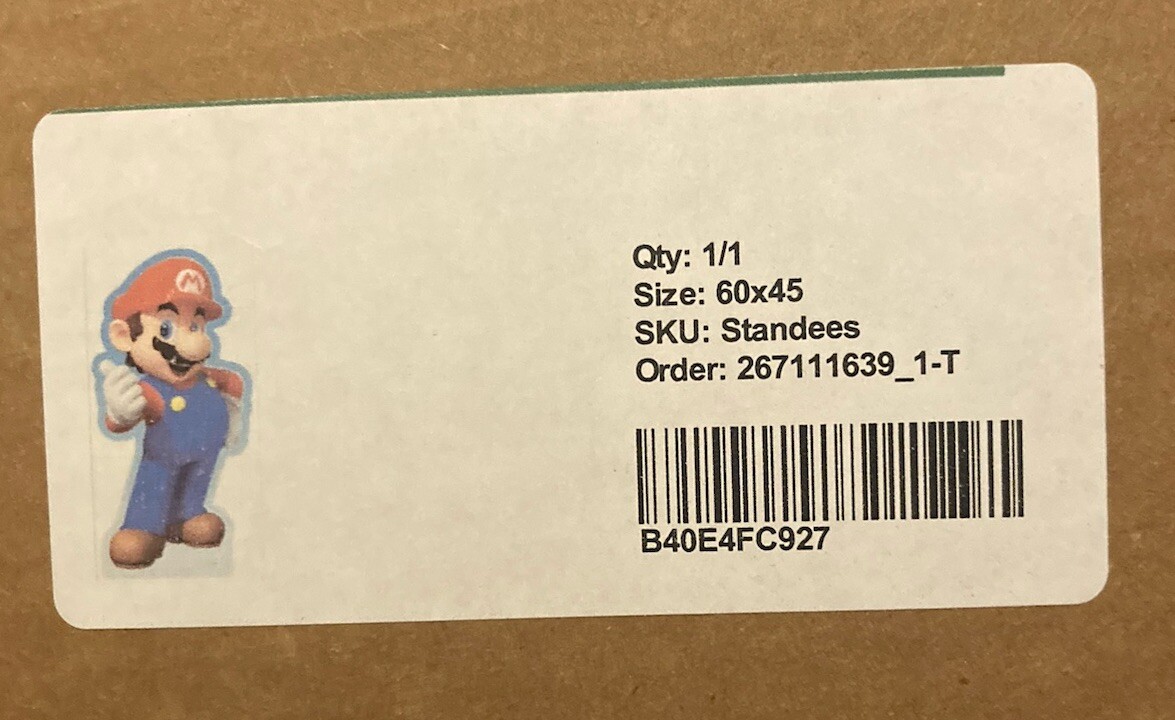 M
Qty: 1/1
Size: 60x45
SKU: Standees
Order: 267111639_1-T
B40E4FC927